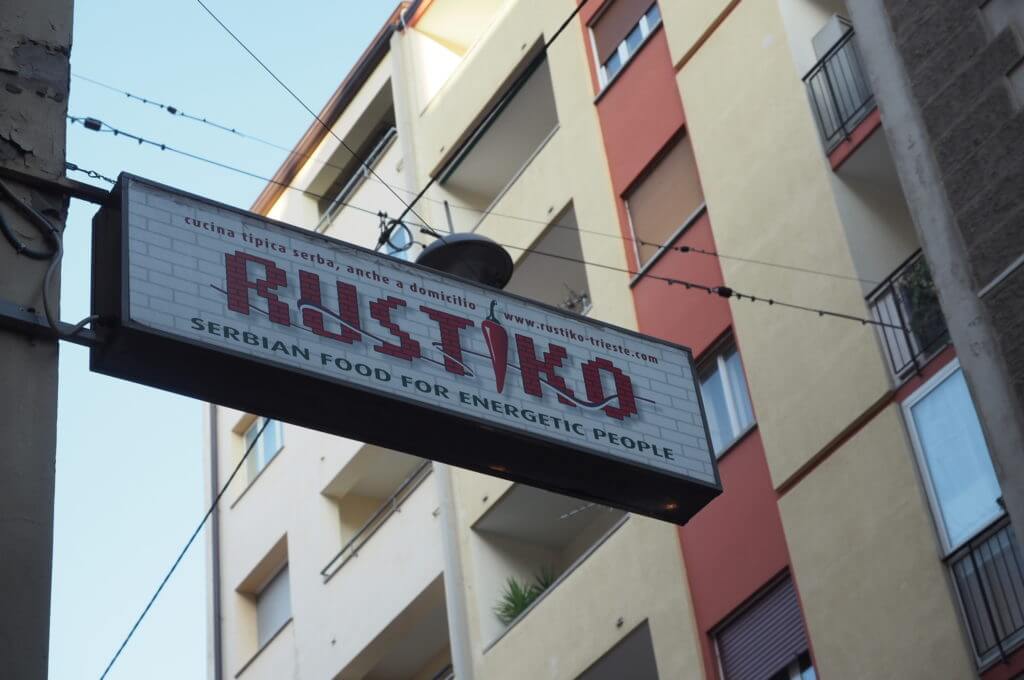 cucina tipica serba, anche a domicilio www.rustiko-trieste.com
RUSTIKO
SERBIAN FOOD FOR ENERGETIC PEOPLE